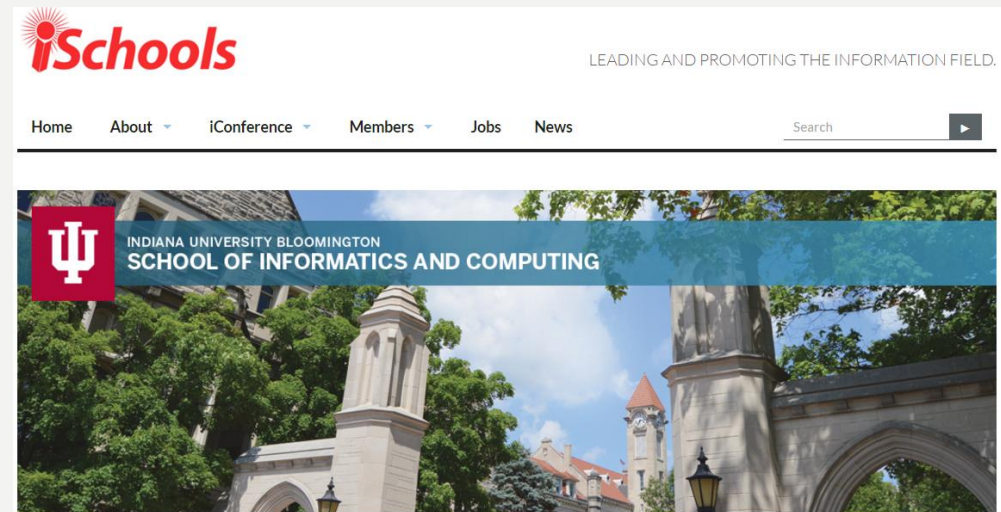 iSchools
LEADING AND PROMOTING THE INFORMATION FIELD.
Home About iConference Members Jobs News Search
INDIANA UNIVERSITY BLOOMINGTON
SCHOOL OF INFORMATICS AND COMPUTING